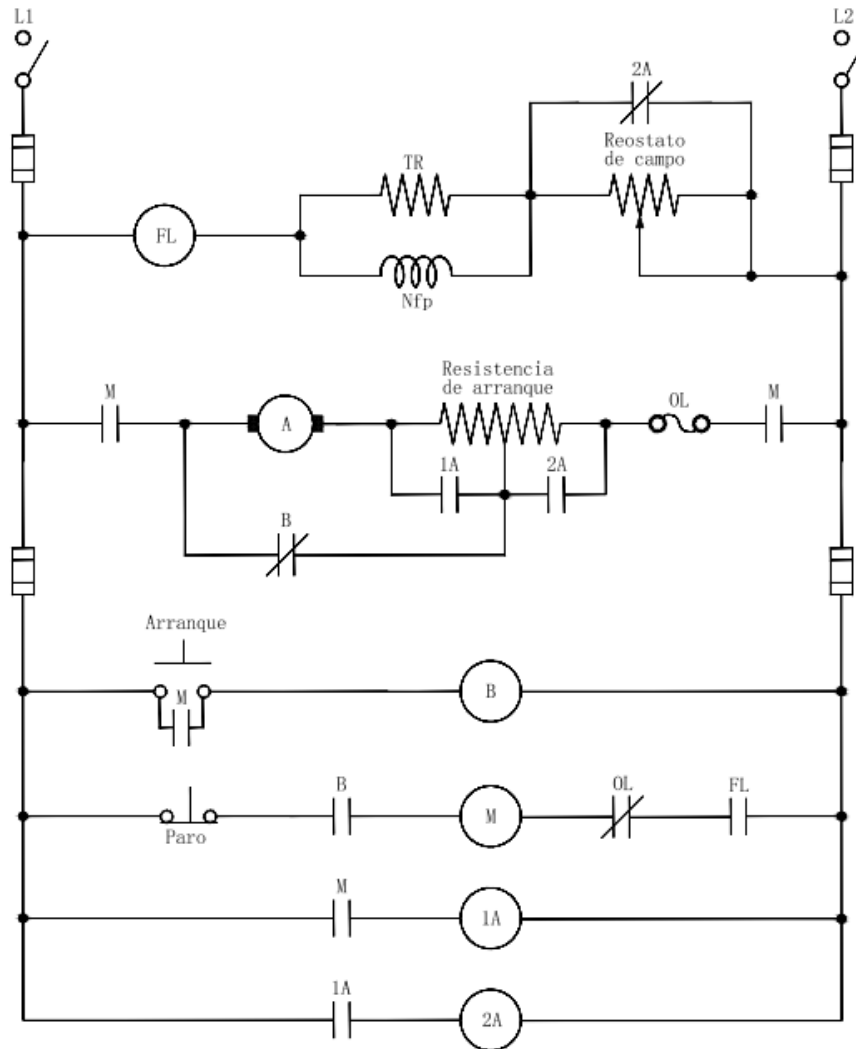 L1
L2
2A
Reostato
de campo
TR
FL
Nfp
Resistencia
de arranque
M
OL
M
A
1A
2A
B
Arranque
M
B
B
OL
FL
M
Paro
M
1A
1A
2A